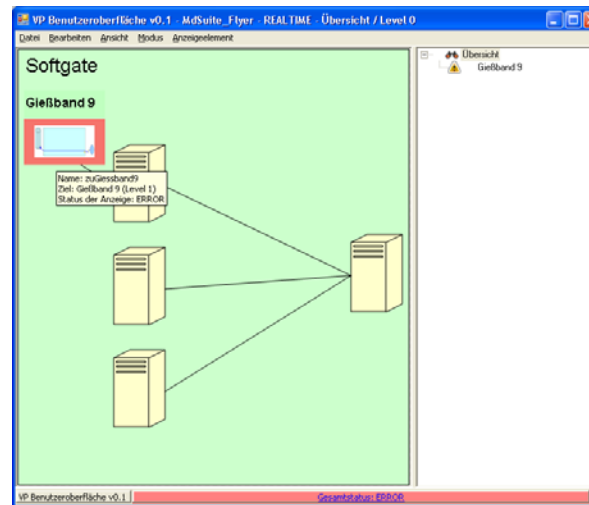 VP Benutzeroberfläche v0.1 - MdSuite_Flyer - REALTIME - Übersicht / Level 0
Datei Bearbeiten Ansicht Modus Anzeigeelement
Softgate
Gießband 9
Name: zuGiessband9
Ziel: Gießband 9 (Level 1)
Status der Anzeige: ERROR
Übersicht
Gießband 9
VP Benutzeroberfläche v0.1
Gesamtstatus: ERROR